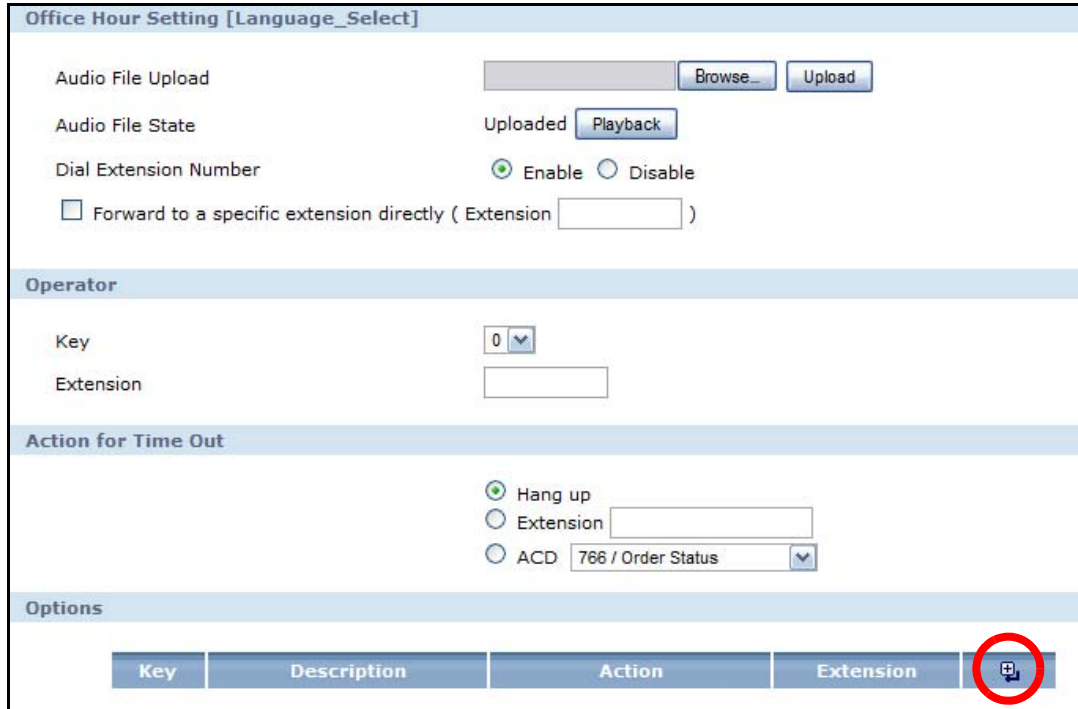 Office Hour Setting [Language_Select]
Audio File Upload Browse... Upload
Audio File State Uploaded Playback
Dial Extension Number Enable Disable
Forward to a specific extension directly ( Extension )
Operator
Key 0
Extension
Action for Time Out
Hang up
Extension
ACD 766 / Order Status
Options
Key Description Action Extension